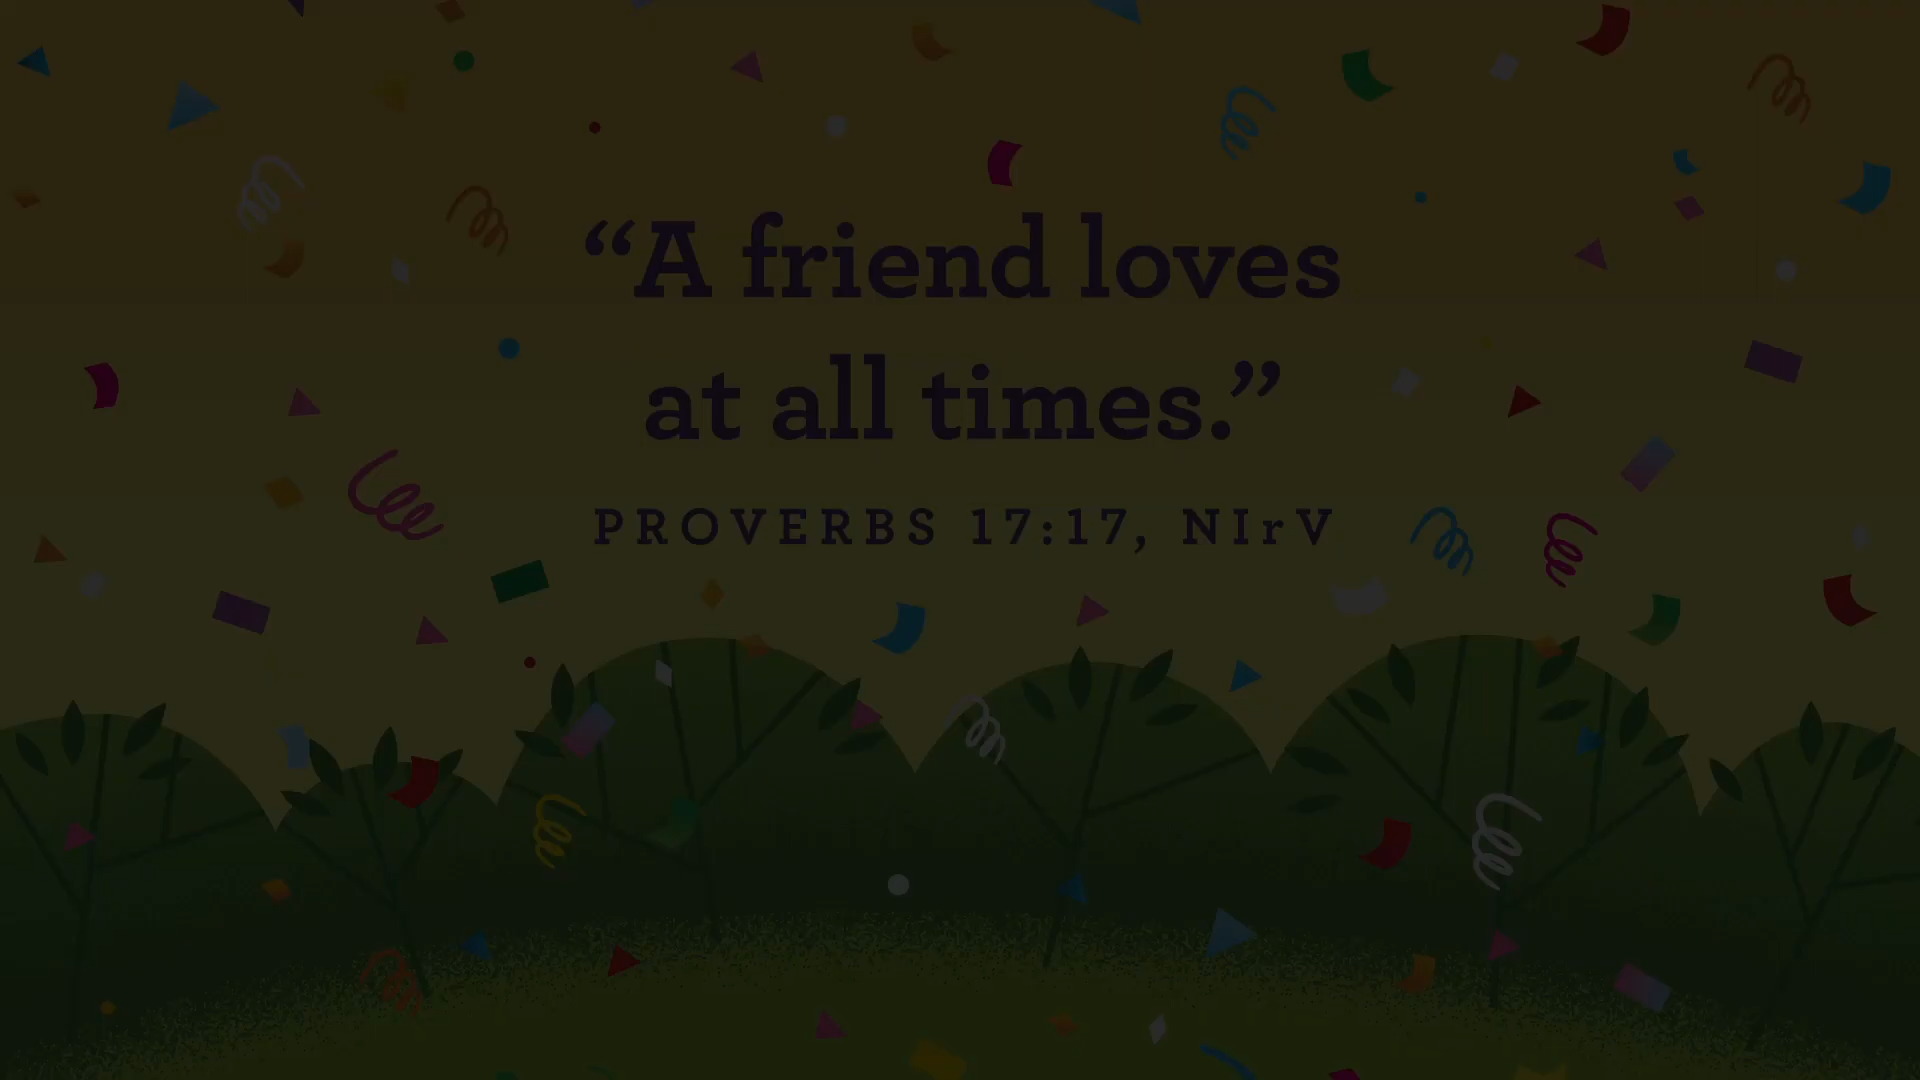 “A friend loves
at all times.”
PROVERBS 17:17, NIrV